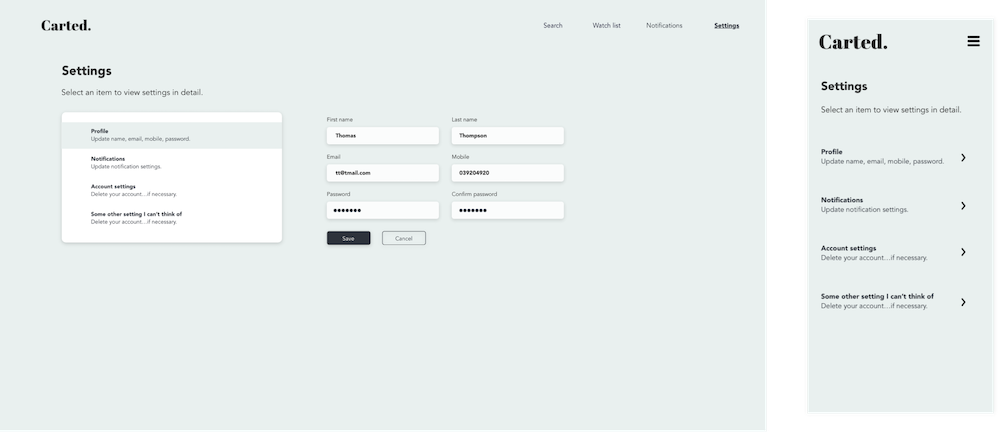 Carted.
Search Watch list Notifications Settings
Settings
Select an item to view settings in detail.
Profile
Update name, email, mobile, password.
Notifications
Update notification settings.
Account settings
Delete your account...if necessary.
Some other setting I can't think of
Delete your account...if necessary.
First name Last name
Thomas Thompson
Email Mobile
tt@tmail.com 039204920
Password Confirm password
●●●●●●● ●●●●●●●
Save Cancel
Carted.
Settings
Select an item to view settings in detail.
Profile
Update name, email, mobile, password.
Notifications
Update notification settings.
Account settings
Delete your account...if necessary.
Some other setting I can't think of
Delete your account...if necessary.